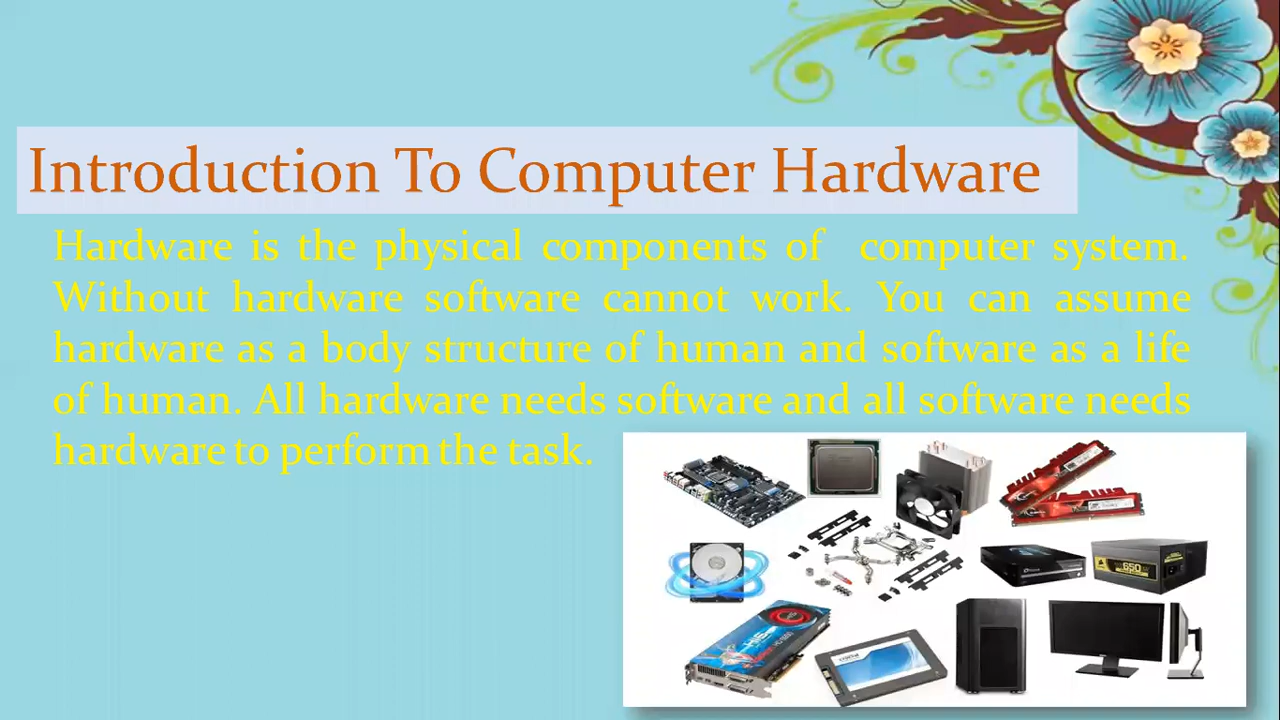 Introduction To Computer Hardware
Hardware is the physical components of computer system.
Without hardware software cannot work. You can assume
hardware as a body structure of human and software as a life
of human. All hardware needs software and all software needs
hardware to perform the task.
650
crucial